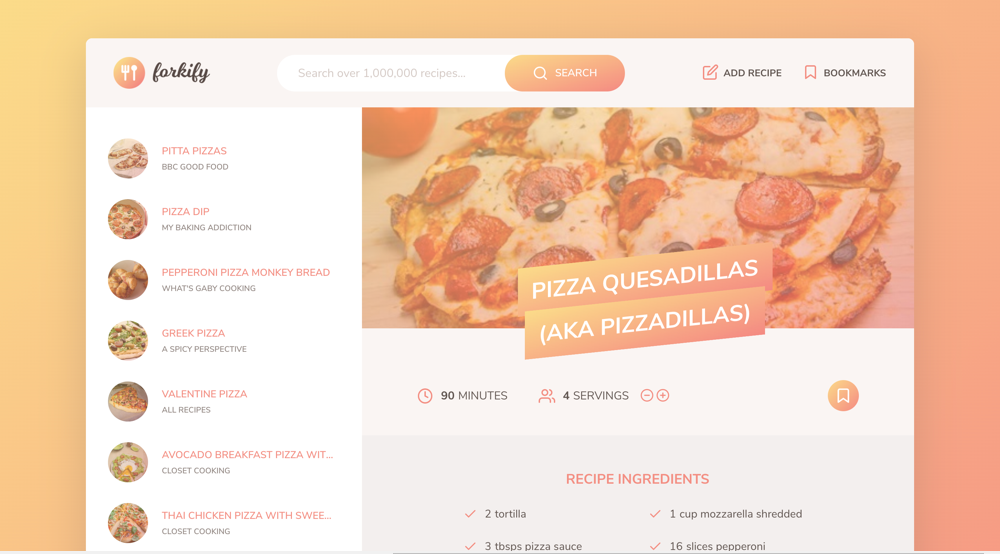 forkify
Search over 1,000,000 recipes...
SEARCH
ADD RECIPE
BOOKMARKS
PITTA PIZZAS
BBC GOOD FOOD
PIZZA DIP
MY BAKING ADDICTION
PEPPERONI PIZZA MONKEY BREAD
WHAT'S GABY COOKING
GREEK PIZZA
A SPICY PERSPECTIVE
VALENTINE PIZZA
ALL RECIPES
AVOCADO BREAKFAST PIZZA WIT...
CLOSET COOKING
THAI CHICKEN PIZZA WITH SWEE...
CLOSET COOKING
PIZZA QUESADILLAS
(AKA PIZZADILLAS)
90 MINUTES
4 SERVINGS
RECIPE INGREDIENTS
2 tortilla
1 cup mozzarella shredded
3 tbsps pizza sauce
16 slices pepperoni